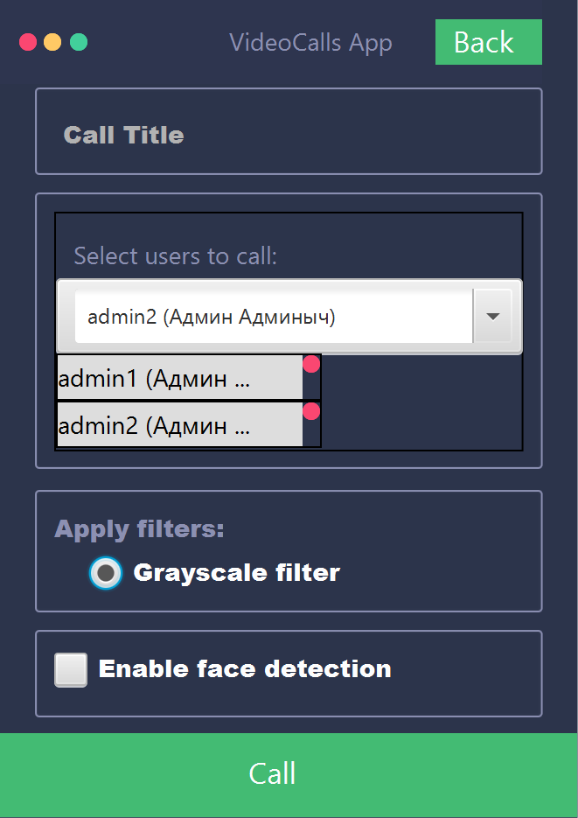 VideoCalls App
Back
Call Title
Select users to call:
admin2 (Админ Админыч)
admin1 (Админ ...
admin2 (Админ ...
Apply filters:
Grayscale filter
Enable face detection
Call